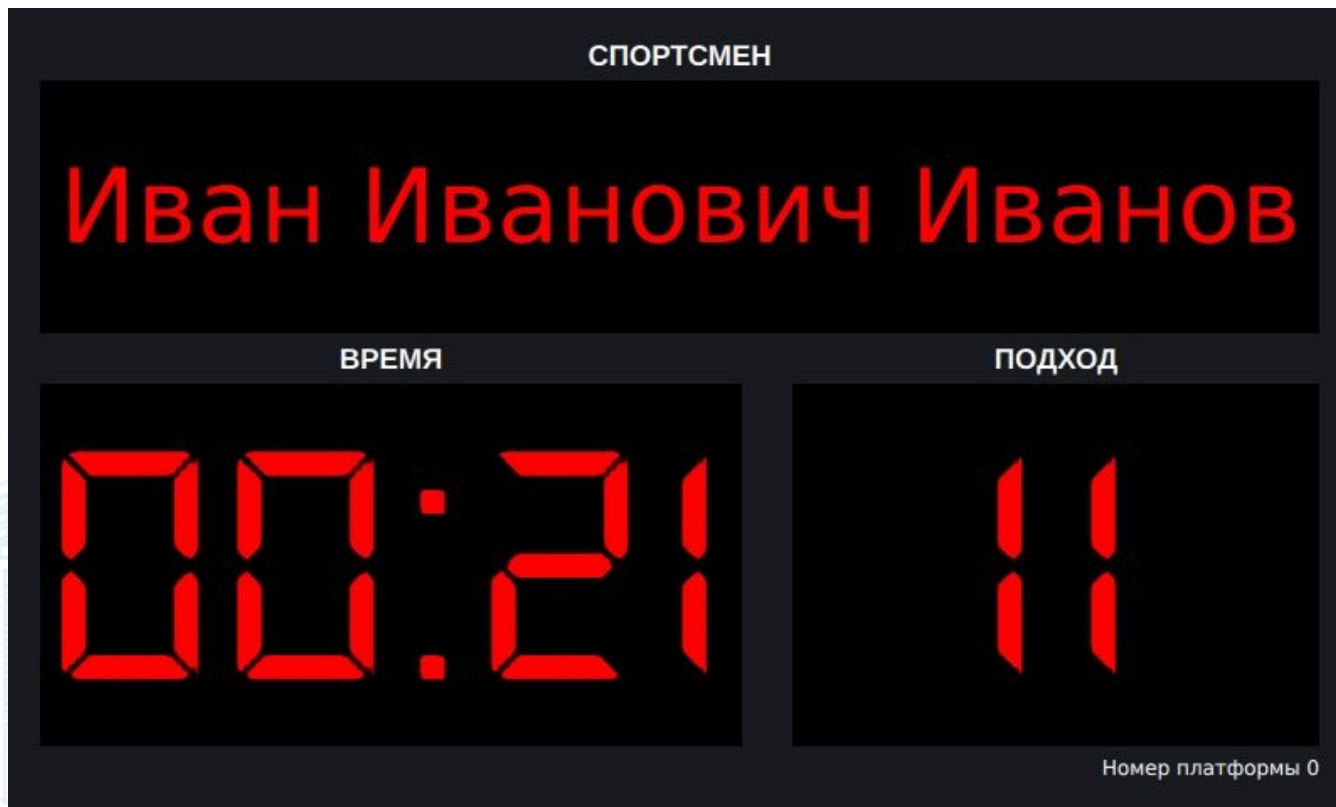 СПОРТСМЕН
Иван Иванович Иванов
ВРЕМЯ ПОДХОД
00:21 11
Номер платформы 0